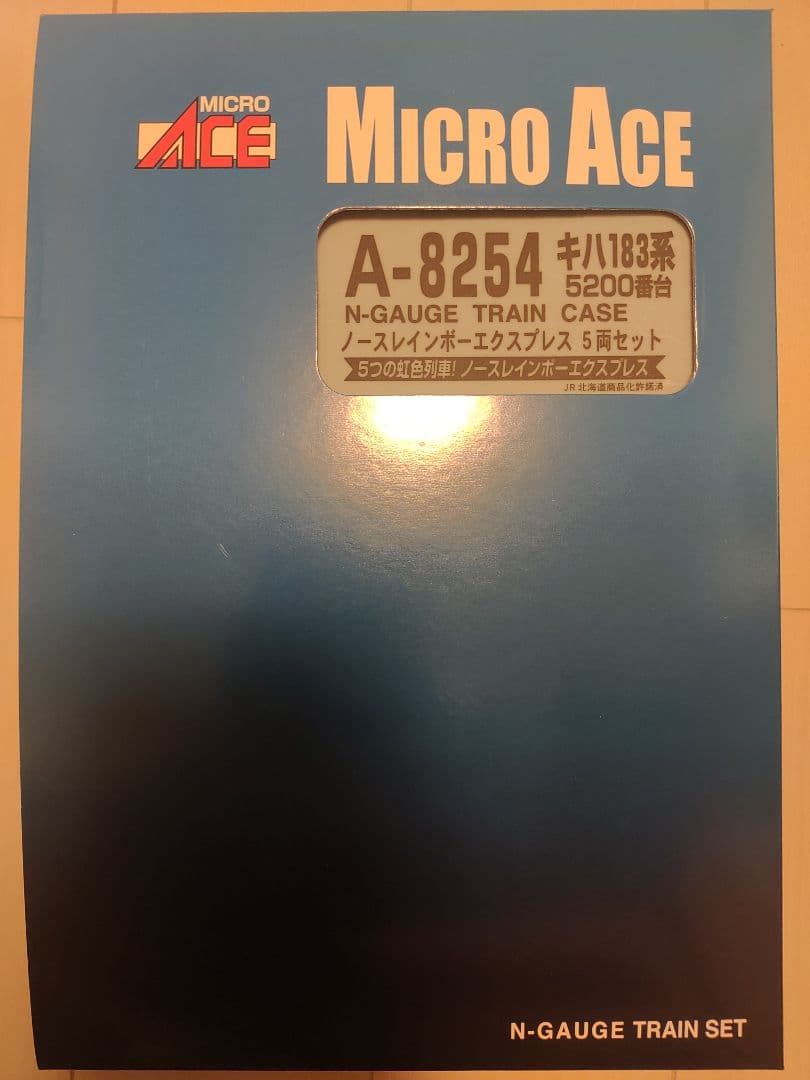 MICRO
ACE
MICRO ACE
A-8254 キハ183系
5200番台
N-GAUGE TRAIN CASE
ノースレインボーエクスプレス 5両セット
5つの虹色列車! ノースレインボーエクスプレス
JR北海道商品化許諾済
N-GAUGE TRAIN SET